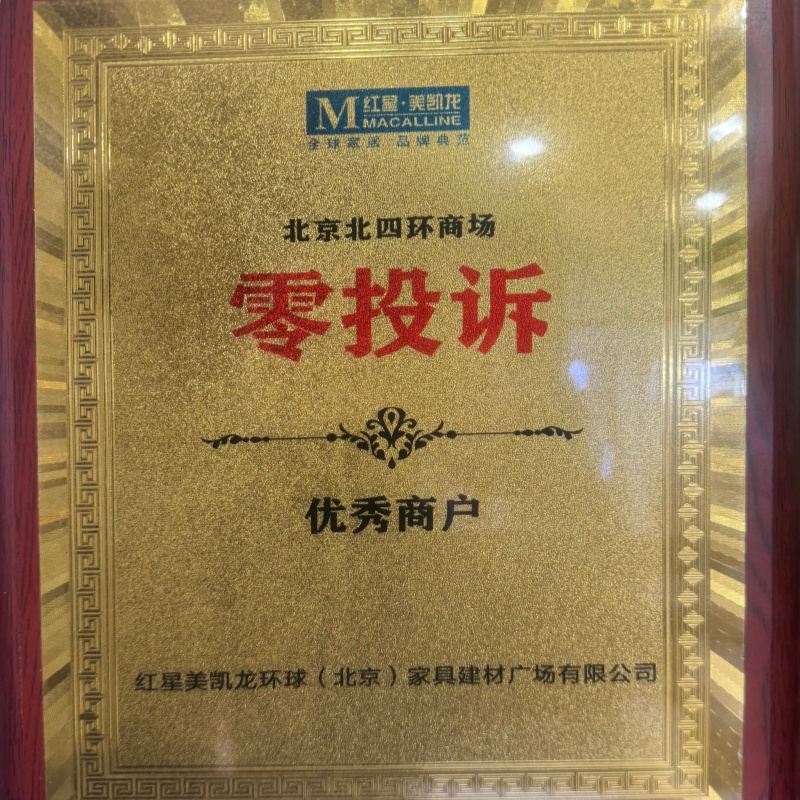 M 红星·美凯龙
MACALLINE
全球家居 品牌典范
北京北四环商场
零投诉
优秀商户
红星美凯龙环球（北京）家具建材广场有限公司